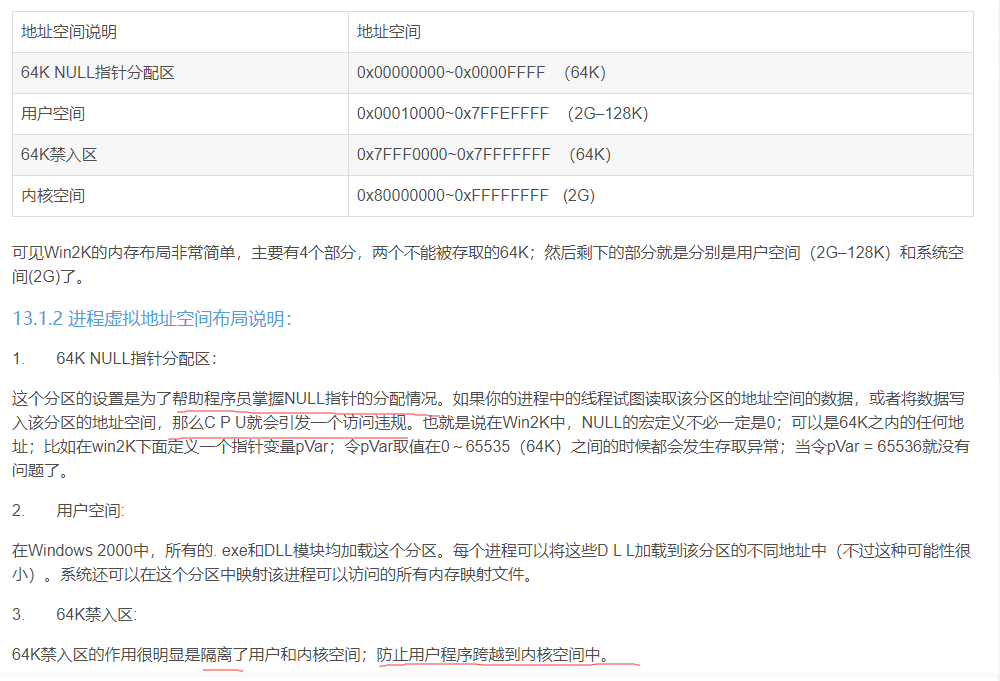 地址空间说明 地址空间
64K NULL指针分配区 0x00000000~0x0000FFFF （64K）
用户空间 0x00010000~0x7FFEFFFF （2G–128K）
64K禁入区 0x7FFF0000~0x7FFFFFFF （64K）
内核空间 0x80000000~0xFFFFFFFF (2G)
可见Win2K的内存布局非常简单，主要有4个部分，两个不能被存取的64K；然后剩下的部分就是分别是用户空间（2G–128K）和系统空
间(2G)了。
13.1.2 进程虚拟地址空间布局说明：
1. 64K NULL指针分配区：
这个分区的设置是为了帮助程序员掌握NULL指针的分配情况。如果你的进程中的线程试图读取该分区的地址空间的数据，或者将数据写
入该分区的地址空间，那么C P U就会引发一个访问违规。也就是说在Win2K中，NULL的宏定义不必一定是0；可以是64K之内的任何地
址；比如在win2K下面定义一个指针变量pVar；令pVar取值在0～65535（64K）之间的时候都会发生存取异常；当令pVar = 65536就没有
问题了。
2. 用户空间:
在Windows 2000中，所有的. exe和DLL模块均加载这个分区。每个进程可以将这些D L L加载到该分区的不同地址中（不过这种可能性很
小）。系统还可以在这个分区中映射该进程可以访问的所有内存映射文件。
3. 64K禁入区:
64K禁入区的作用很明显是隔离了用户和内核空间；防止用户程序跨越到内核空间中。